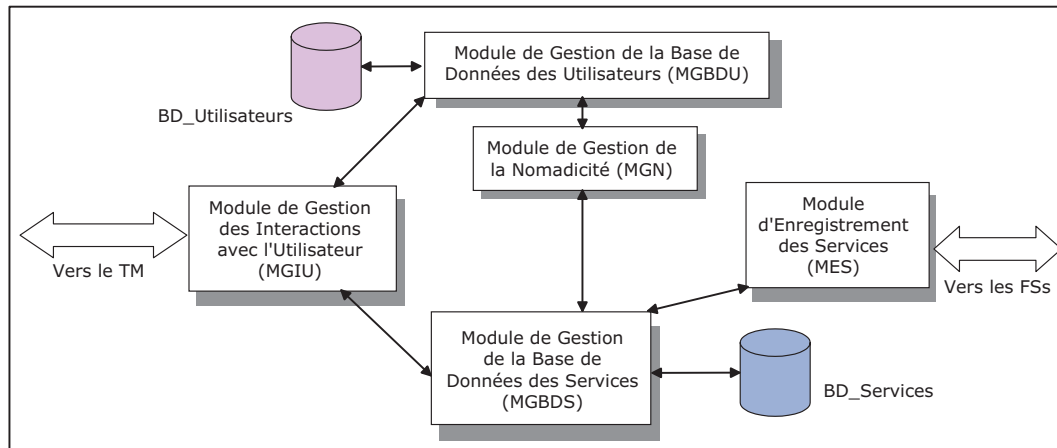 Module de Gestion de la Base de
Données des Utilisateurs (MGBDU)
BD_Utilisateurs
Module de Gestion de
la Nomadicité (MGN)
Module de Gestion
des Interactions
avec l'Utilisateur
(MGIU)
Vers le TM
Module
d'Enregistrement
des Services
(MES)
Vers les FSs
Module de Gestion
de la Base de
Données des Services
(MGBDS)
BD_Services